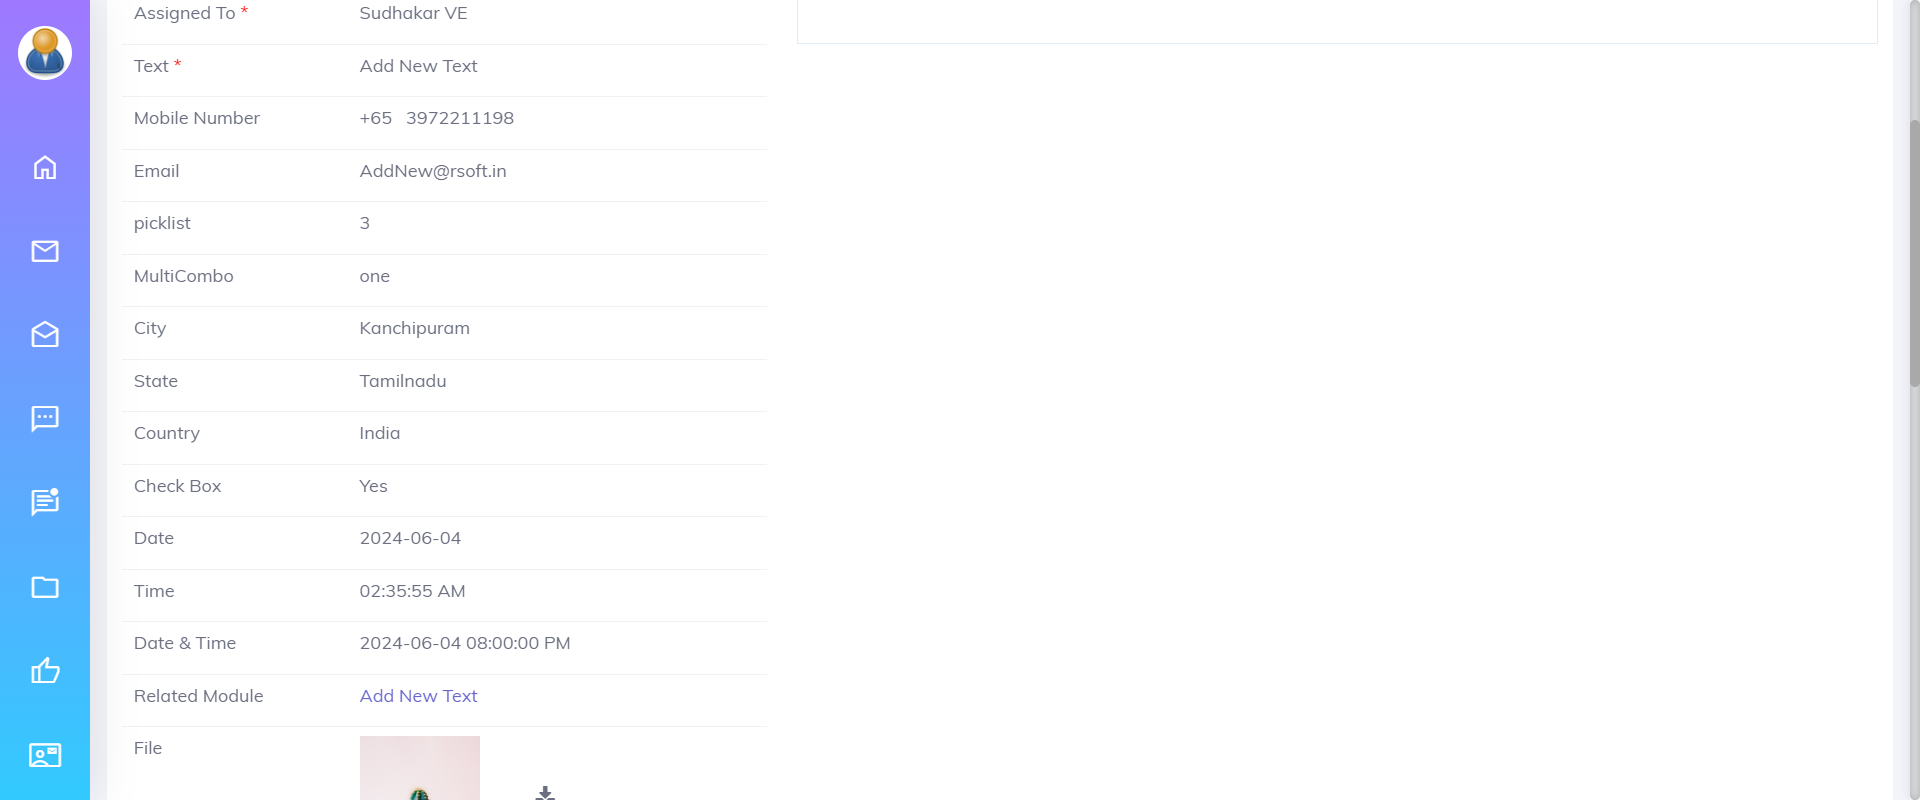 Assigned To * Sudhakar VE
Text * Add New Text
Mobile Number +65 3972211198
Email AddNew@rsoft.in
picklist 3
MultiCombo one
City Kanchipuram
State Tamilnadu
Country India
Check Box Yes
Date 2024-06-04
Time 02:35:55 AM
Date & Time 2024-06-04 08:00:00 PM
Related Module Add New Text
File